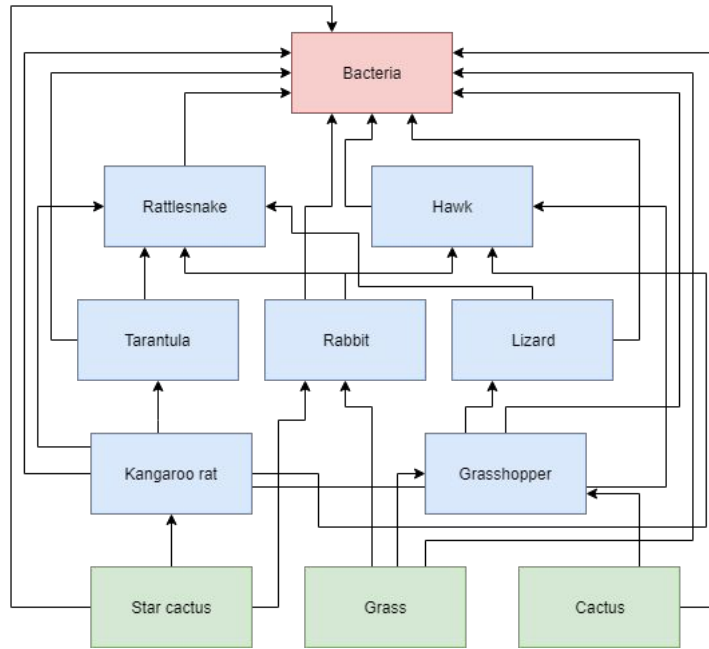 Bacteria
Rattlesnake
Hawk
Tarantula
Rabbit
Lizard
Kangaroo rat
Grasshopper
Star cactus
Grass
Cactus